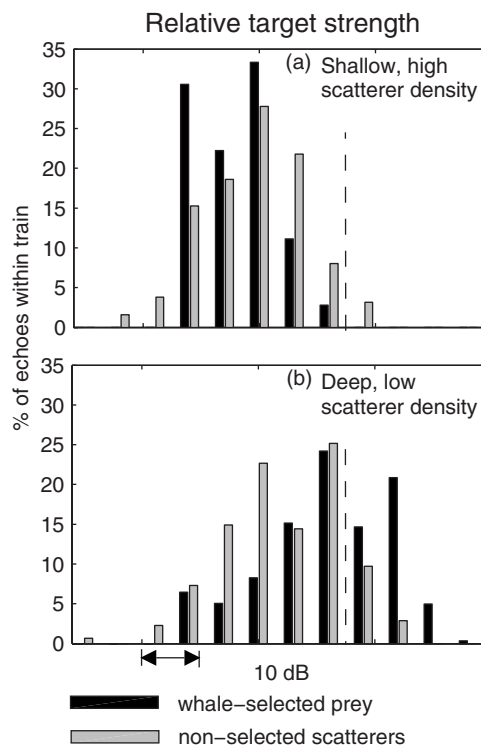 Relative target strength
% of echoes within train
35
30
25
20
15
10
5
0
(a) Shallow, high
scatterer density
35
30
25
20
15
10
5
0
(b) Deep, low
scatterer density
10 dB
whale−selected prey
non−selected scatterers